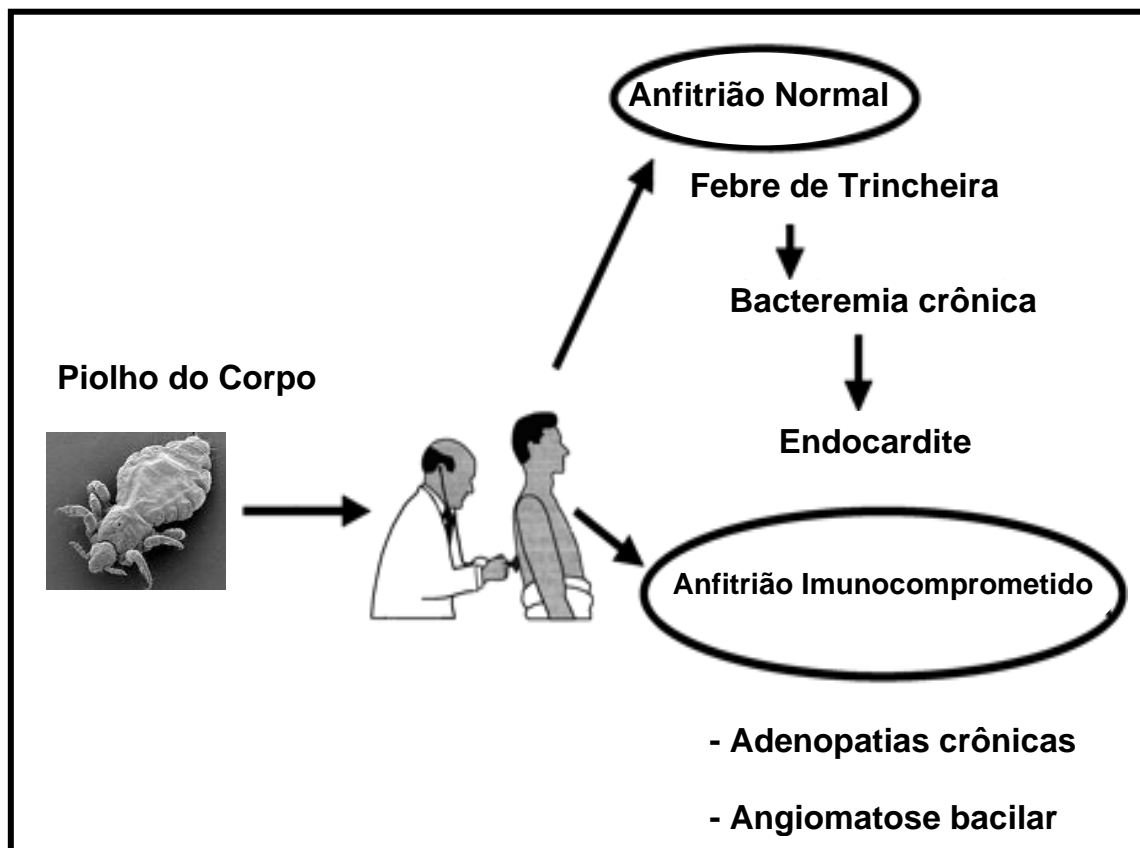 Anfitrião Normal
Febre de Trincheira
Bacteremia crônica
Piolho do Corpo
Endocardite
Anfitrião Imunocomprometido
- Adenopatias crônicas
- Angiomatose bacilar